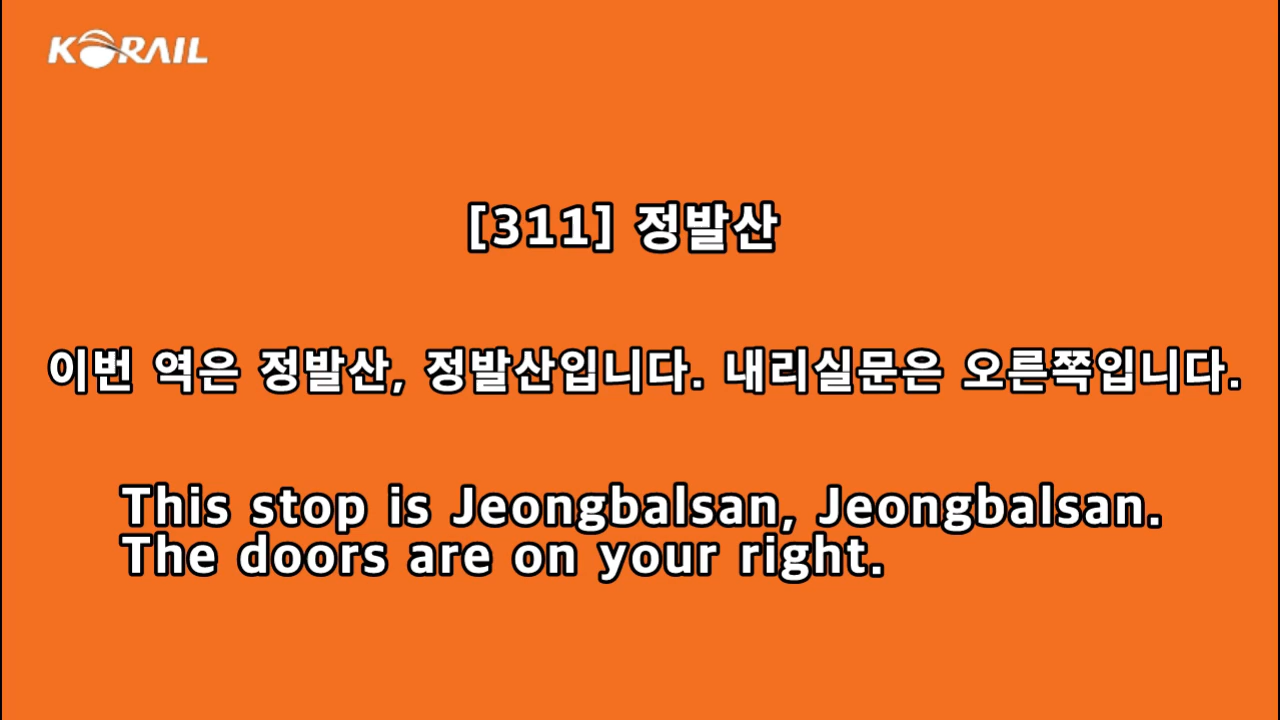 KORAIL
[311] 정발산
이번 역은 정발산, 정발산입니다. 내리실문은 오른쪽입니다.
This stop is Jeongbalsan, Jeongbalsan.
The doors are on your right.